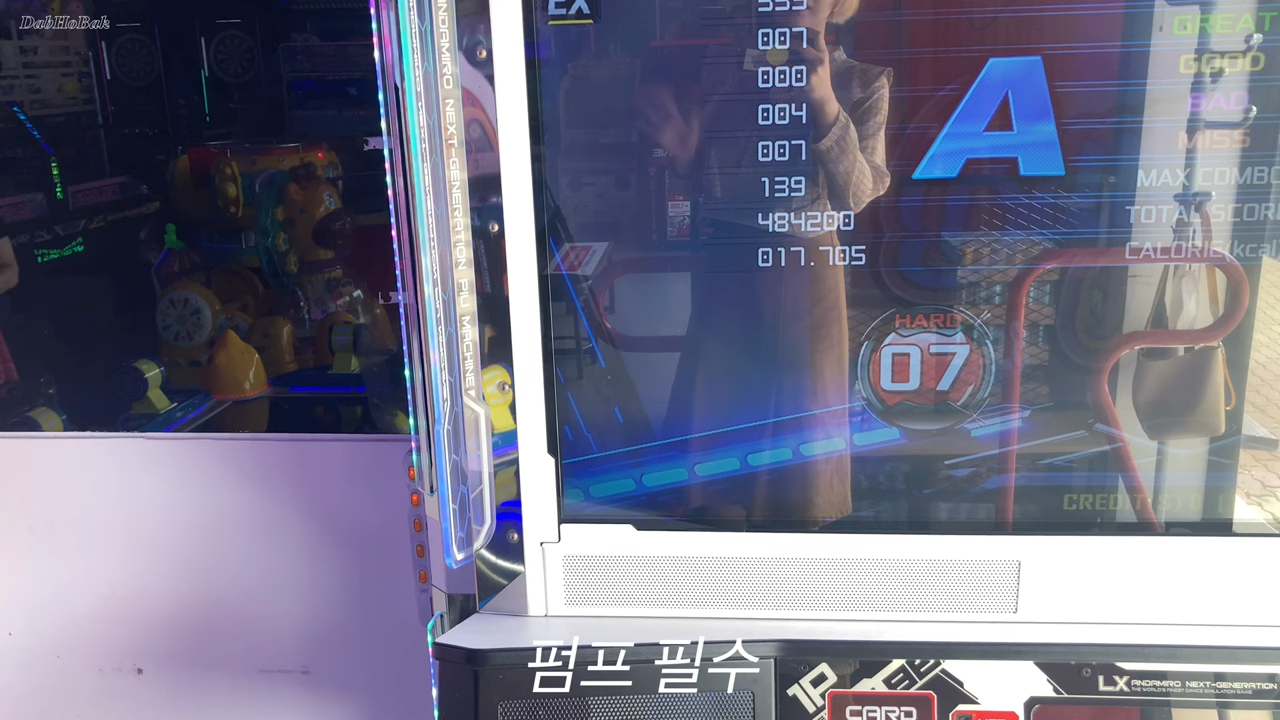 DabHoBak
EX
559
007
000
004
007
139
484200
017.705
A
GREAT
GOOD
BAD
MISS
MAX COMBO
TOTAL SCORE
CALORIE(kcal
HARD
07
ANDAMIRO NEXT-GENERATION PIU MACHINE
펌프 필수
1P
CARD
LX ANDAMIRO NEXT-GENERATION
THE WORLD'S FINEST DANCE SIMULATION GAME